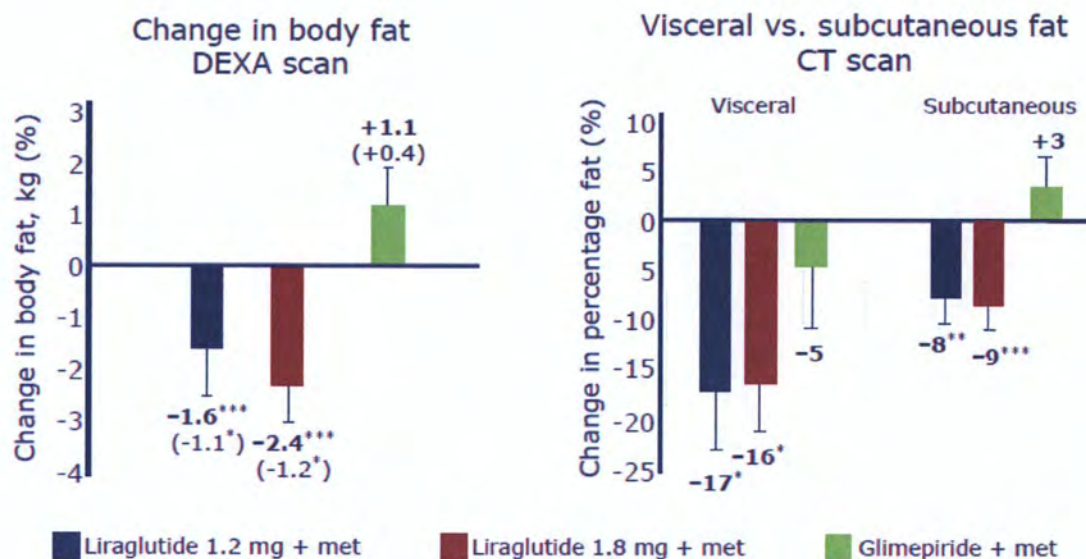 Change in body fat
DEXA scan
Change in body fat, kg (%)
3
2
1
0
-1
-2
-3
-4
+1.1
(+0.4)
−1.6***
(-1.1*)
−2.4***
(-1.2*)
Visceral vs. subcutaneous fat
CT scan
Change in percentage fat (%)
10
5
0
5
-10
-15
-20
-25
Visceral
Subcutaneous
+3
−5
−8**
−9***
−16*
−17*
Liraglutide 1.2 mg + met
Liraglutide 1.8 mg + met
Glimepiride + met